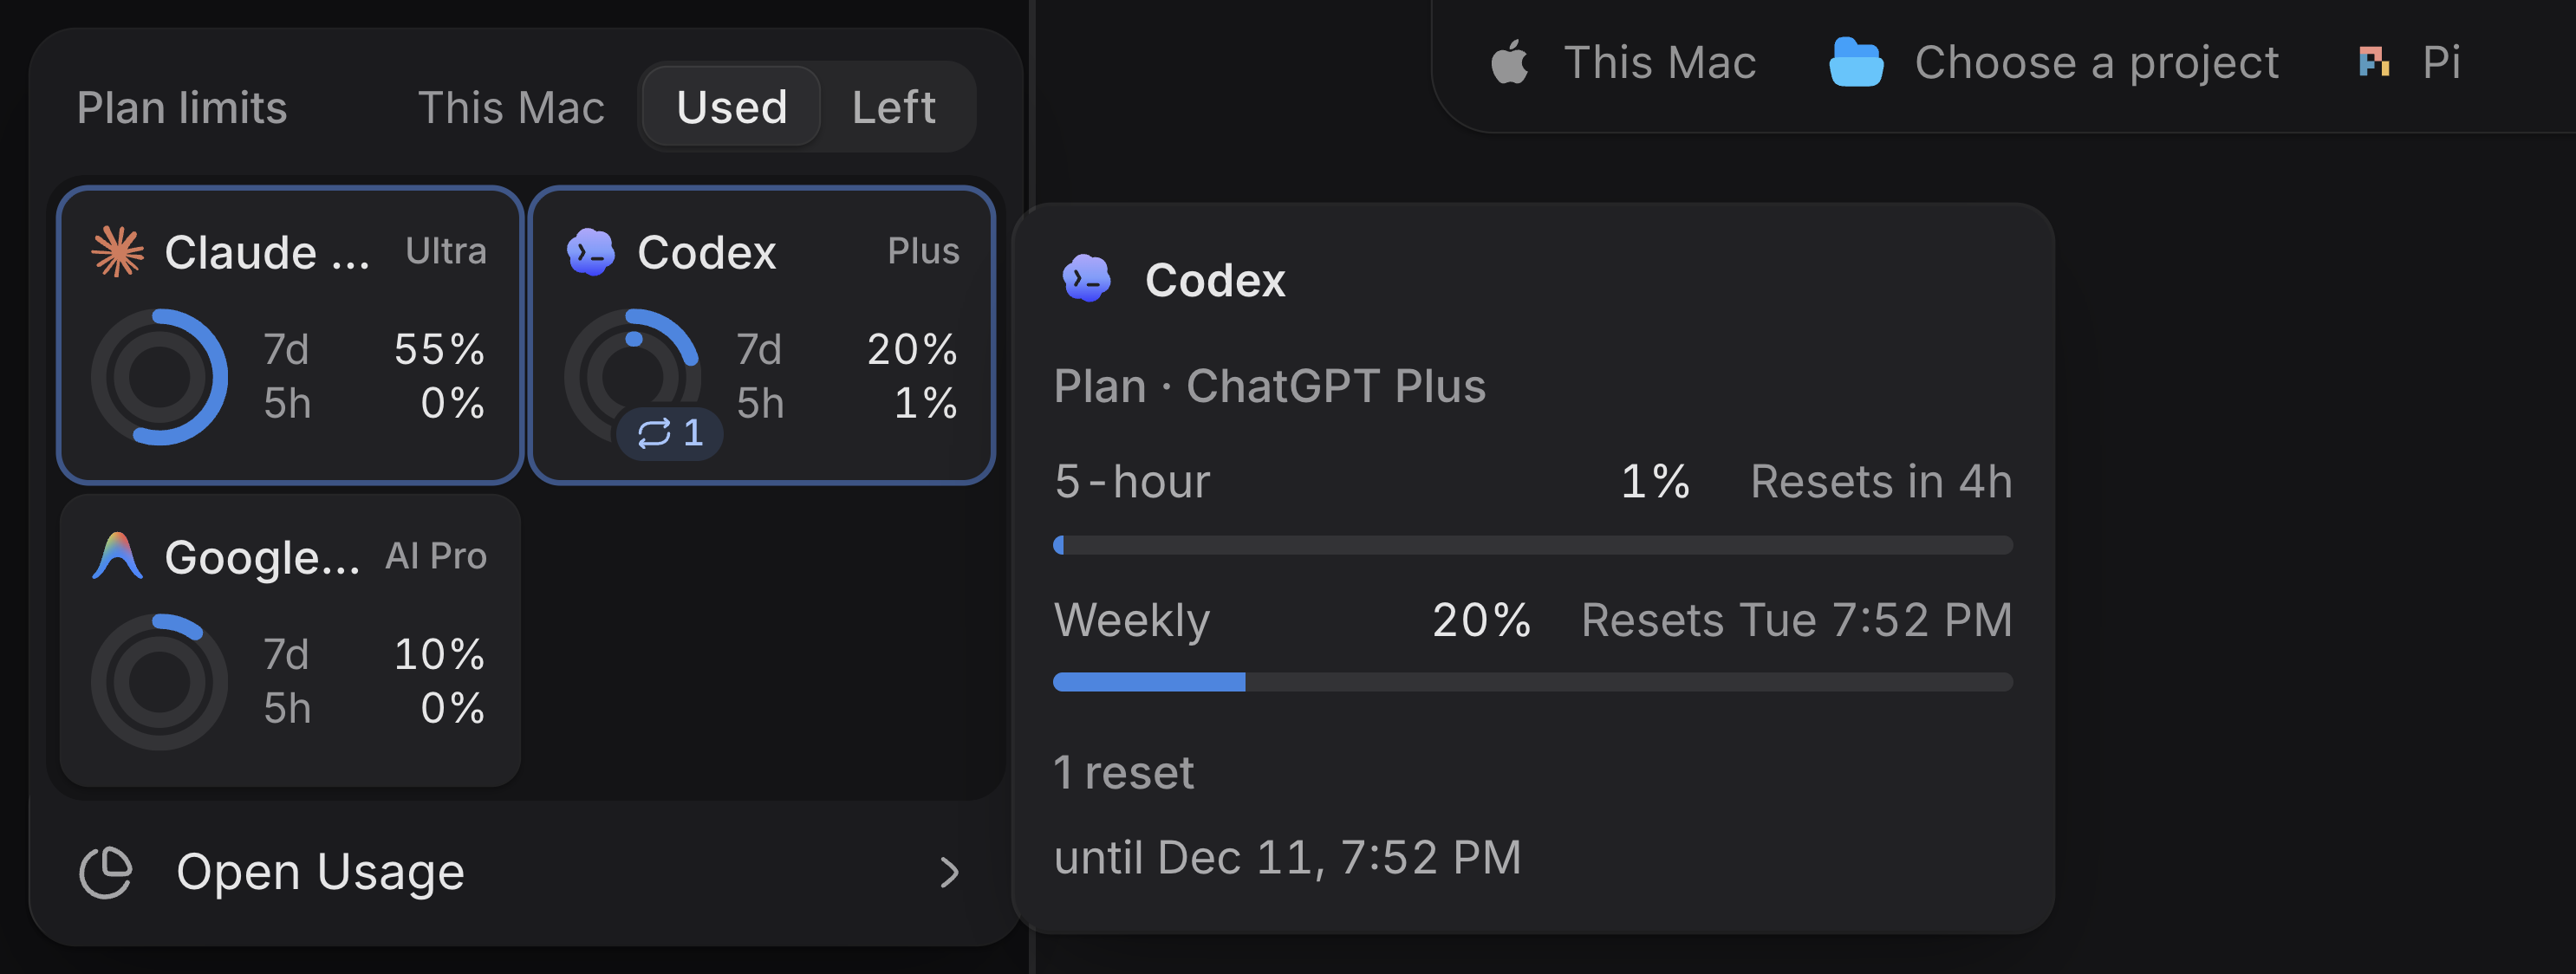 Plan limits This Mac Used Left
Claude ... Ultra
7d 55%
5h 0%
Codex Plus
7d 20%
5h 1%
1
Google... AI Pro
7d 10%
5h 0%
Open Usage
This Mac Choose a project Pi
Codex
Plan · ChatGPT Plus
5-hour 1% Resets in 4h
Weekly 20% Resets Tue 7:52 PM
1 reset
until Dec 11, 7:52 PM